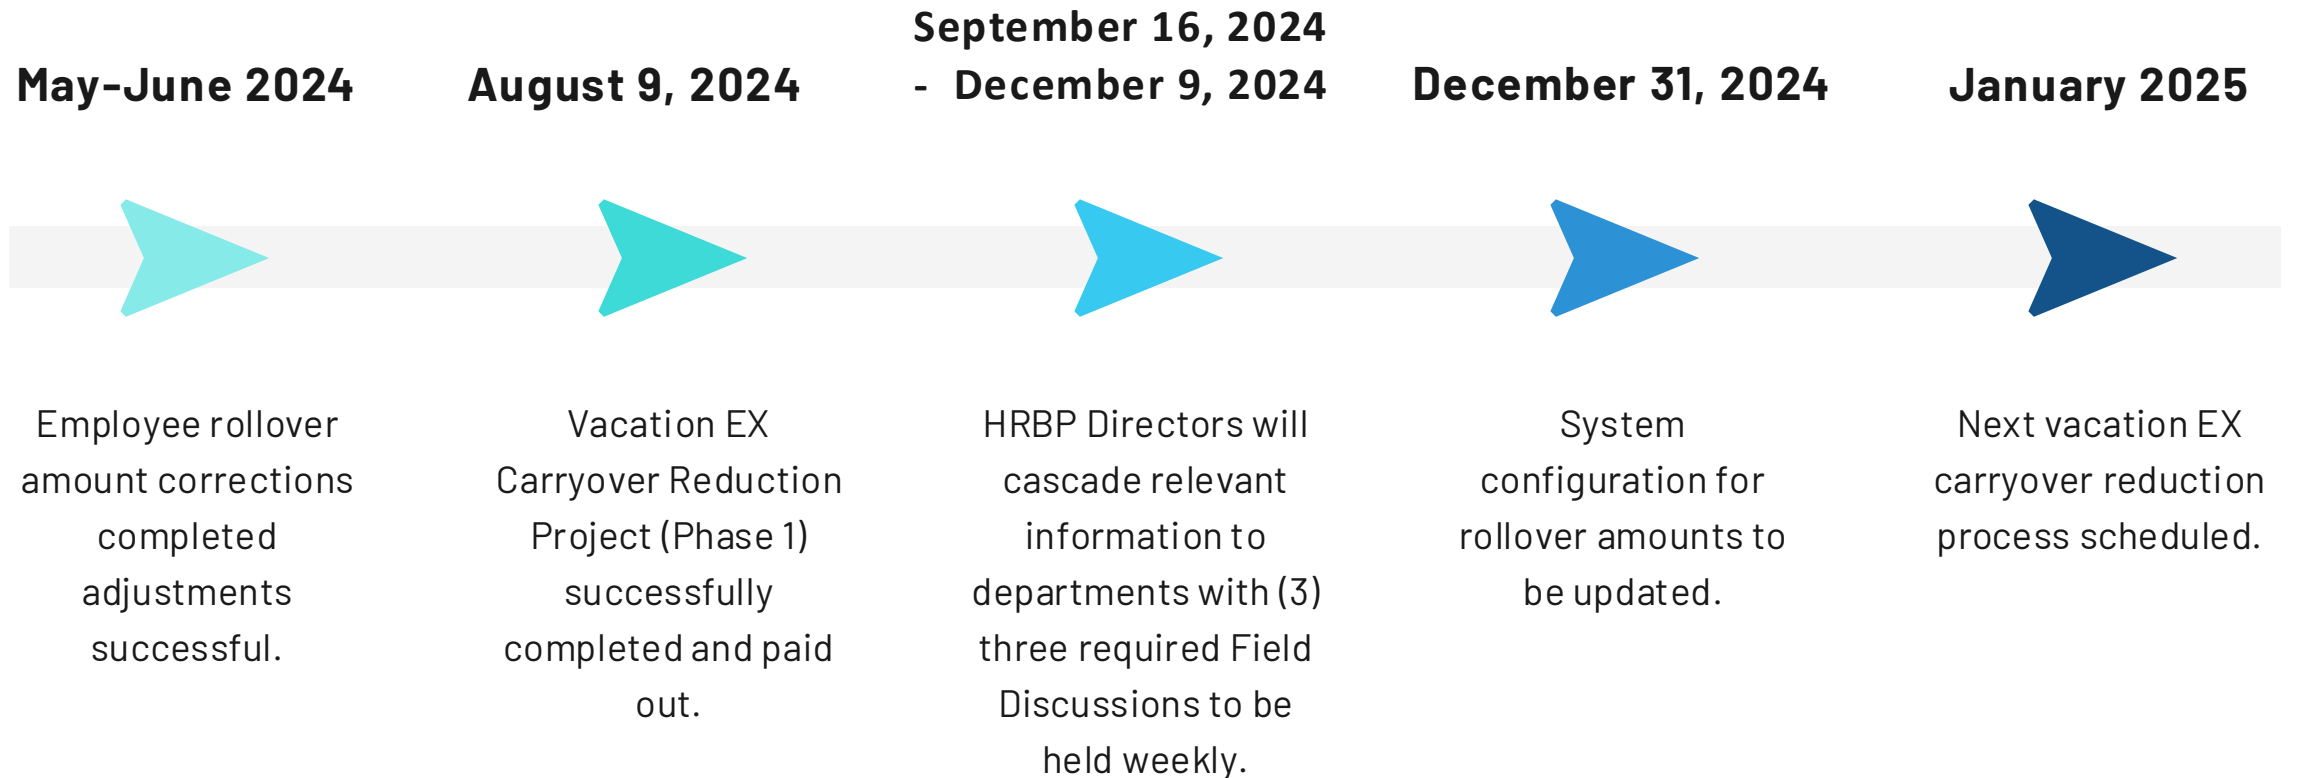 May-June 2024
Employee rollover
amount corrections
completed
adjustments
successful.
August 9, 2024
Vacation EX
Carryover Reduction
Project (Phase 1)
successfully
completed and paid
out.
September 16, 2024
- December 9, 2024
HRBP Directors will
cascade relevant
information to
departments with (3)
three required Field
Discussions to be
held weekly.
December 31, 2024
System
configuration for
rollover amounts to
be updated.
January 2025
Next vacation EX
carryover reduction
process scheduled.